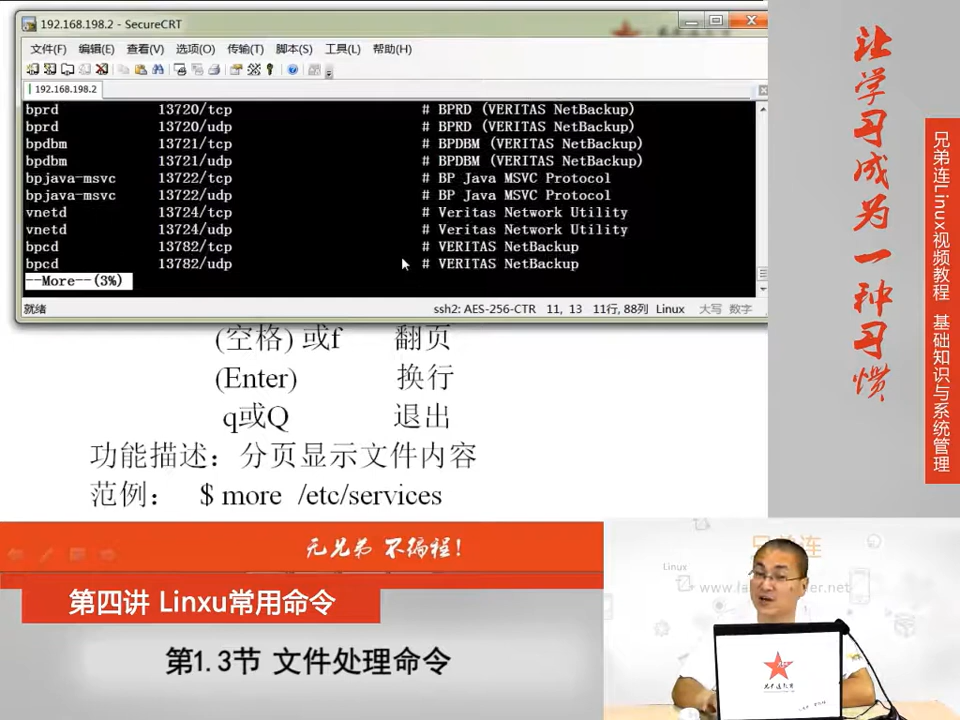 192.168.198.2 - SecureCRT
文件(F) 编辑(E) 查看(V) 选项(O) 传输(T) 脚本(S) 工具(L) 帮助(H)
192.168.198.2
bprd 13720/tcp # BPRD (VERITAS NetBackup)
bprd 13720/udp # BPRD (VERITAS NetBackup)
bpdbm 13721/tcp # BPDBM (VERITAS NetBackup)
bpdbm 13721/udp # BPDBM (VERITAS NetBackup)
bpjava-msvc 13722/tcp # BP Java MSVC Protocol
bpjava-msvc 13722/udp # BP Java MSVC Protocol
vnetd 13724/tcp # Veritas Network Utility
vnetd 13724/udp # Veritas Network Utility
bpcd 13782/tcp # VERITAS NetBackup
bpcd 13782/udp # VERITAS NetBackup
--More--(3%)
就绪 ssh2: AES-256-CTR 11, 13 11行, 88列 Linux 大写 数字
(空格) 或f 翻页
(Enter) 换行
q或Q 退出
功能描述：分页显示文件内容
范例： $ more /etc/services
让学习成为一种习惯
兄弟连Linux视频教程 基础知识与系统管理
无兄弟 不编程!
第四讲 Linxu常用命令
第1.3节 文件处理命令
Linux